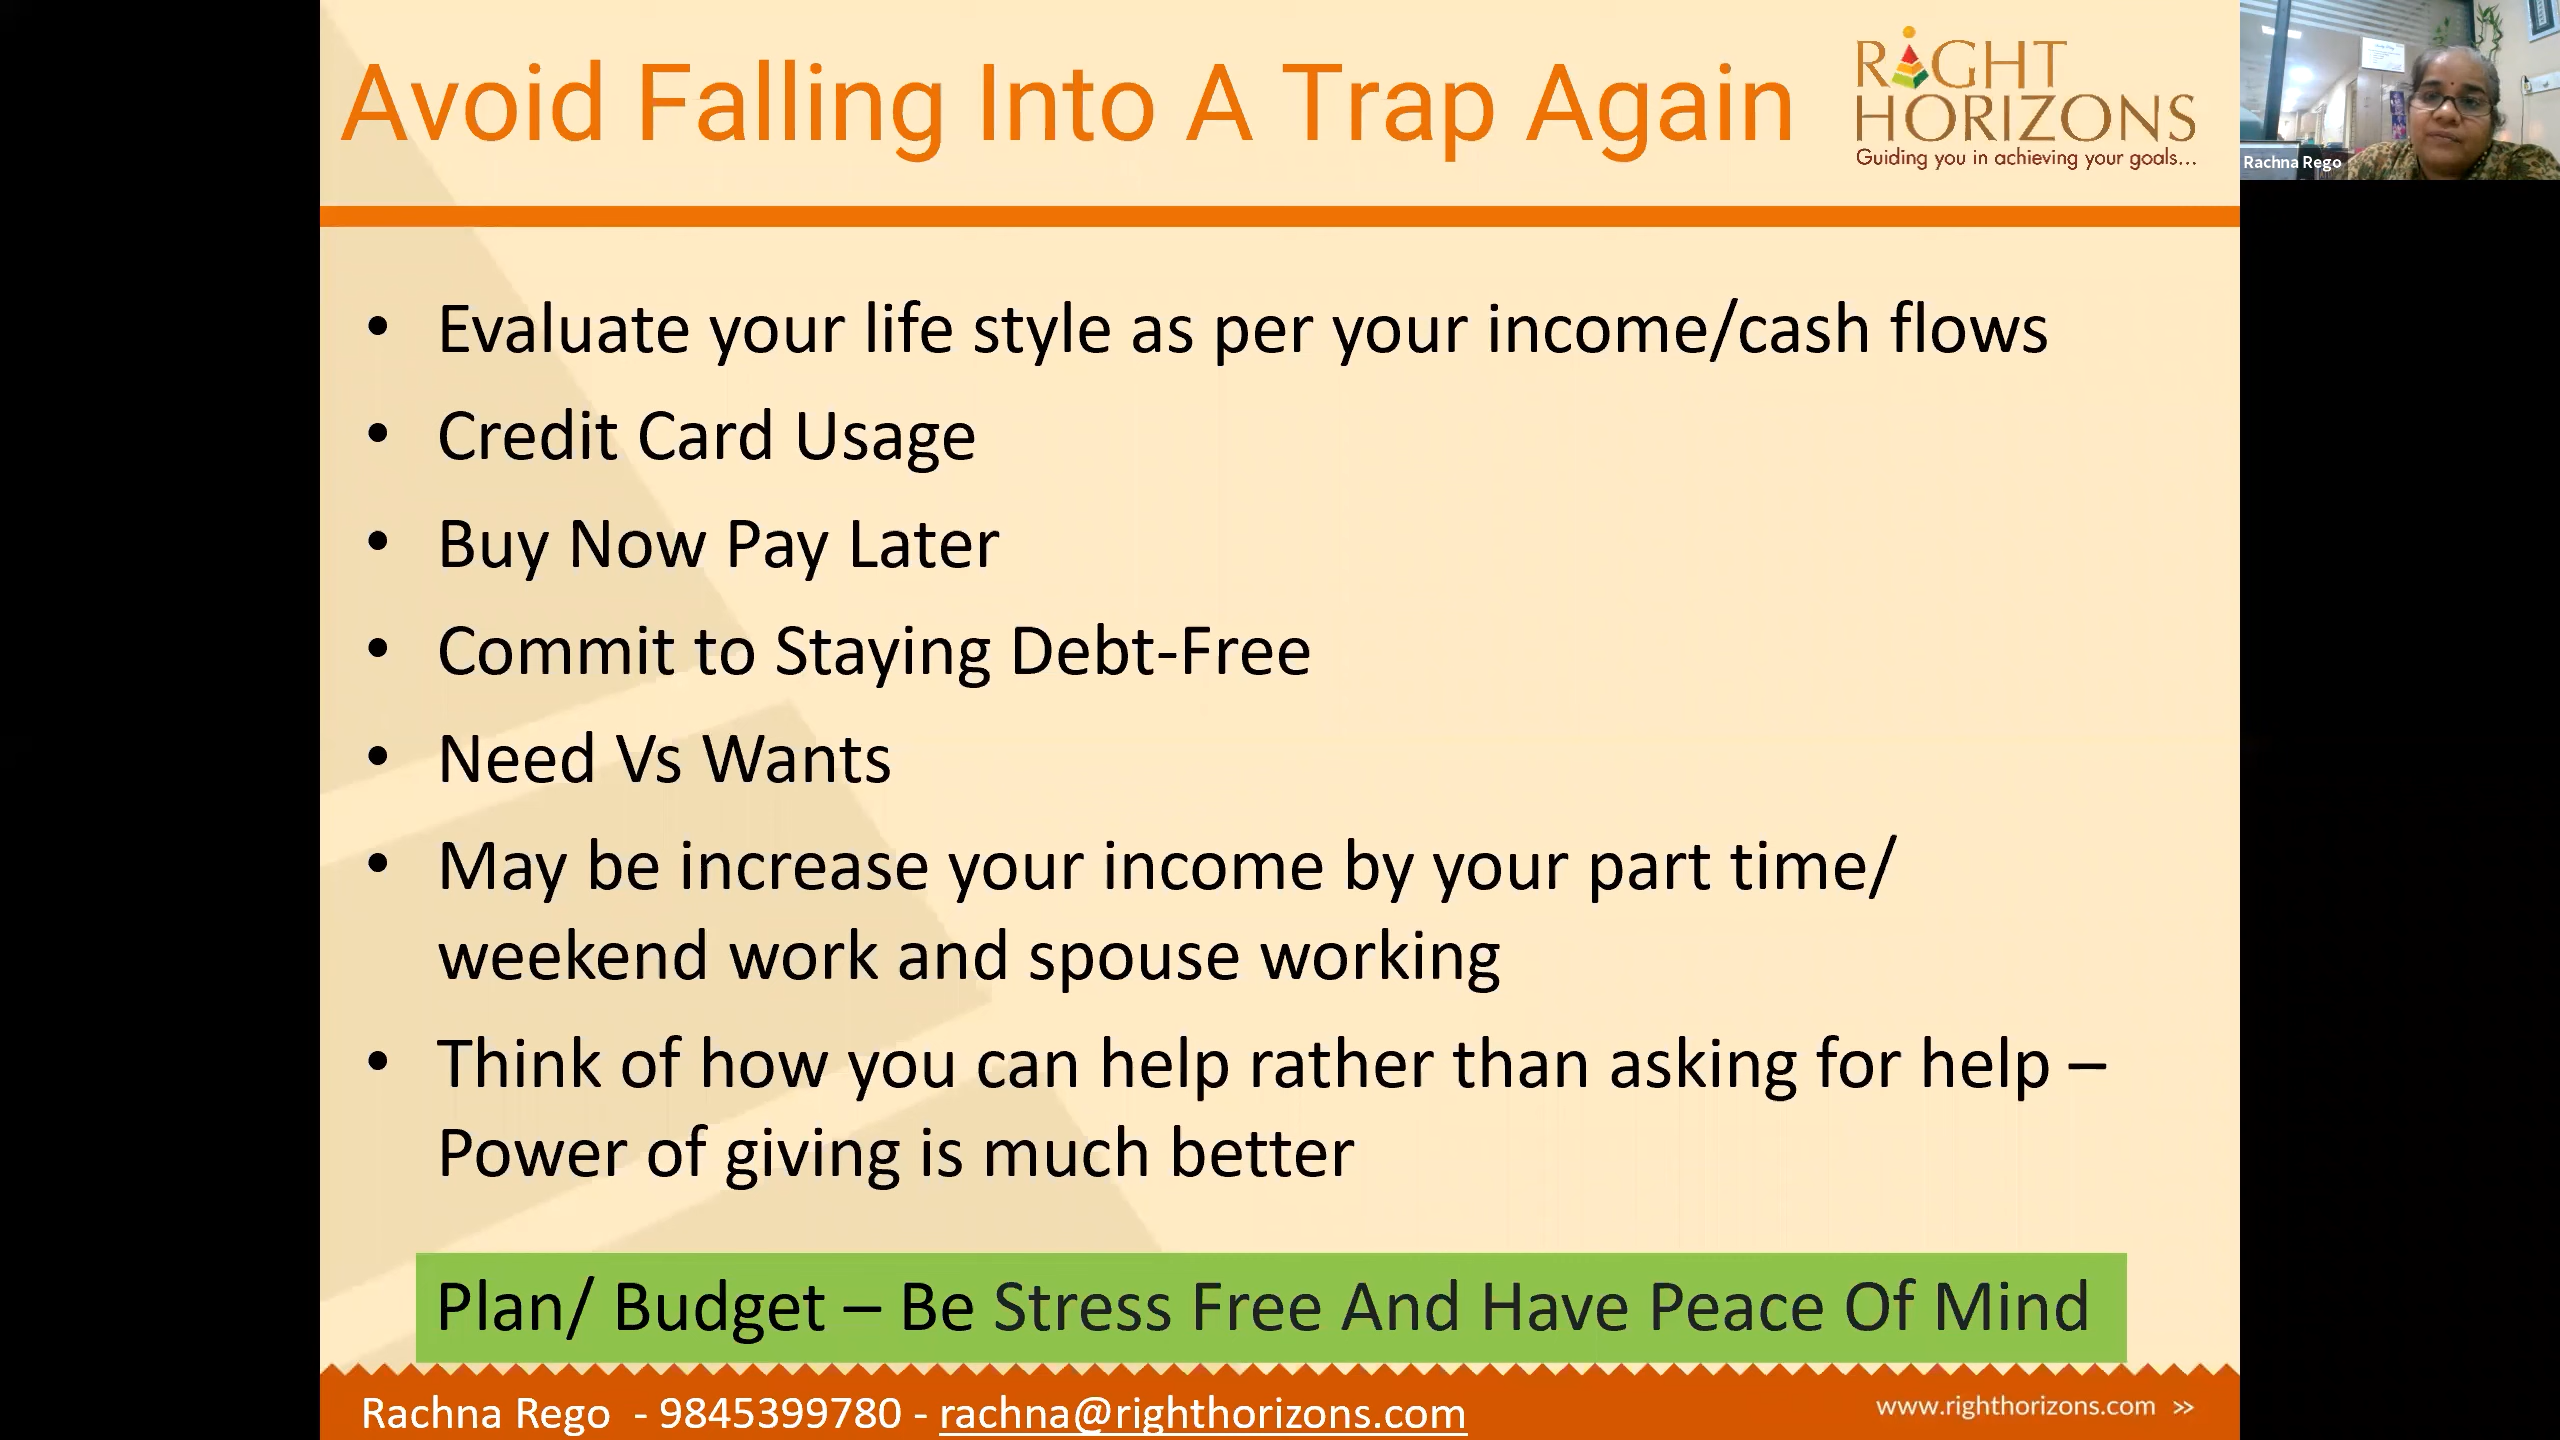 Avoid Falling Into A Trap Again
RIGHT
HORIZONS
Guiding you in achieving your goals...
Rachna Rego
• Evaluate your life style as per your income/cash flows
• Credit Card Usage
• Buy Now Pay Later
• Commit to Staying Debt-Free
• Need Vs Wants
• May be increase your income by your part time/
weekend work and spouse working
• Think of how you can help rather than asking for help –
Power of giving is much better
Plan/ Budget – Be Stress Free And Have Peace Of Mind
Rachna Rego - 9845399780 - rachna@righthorizons.com
www.righthorizons.com >>